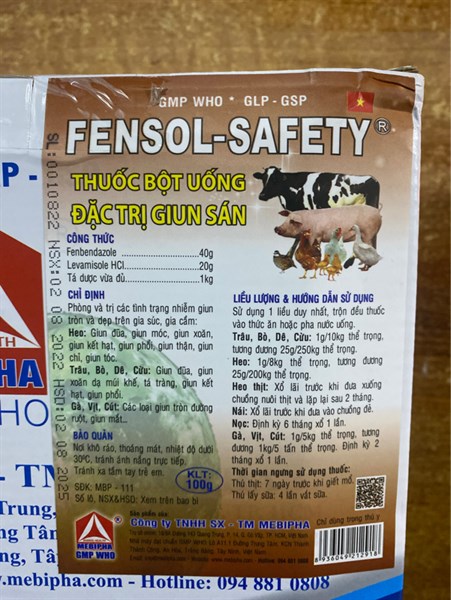 GMP WHO * GLP - GSP
FENSOL-SAFETY®
THUỐC BỘT UỐNG
ĐẶC TRỊ GIUN SÁN
CÔNG THỨC
Fenbendazole ..................40g
Levamisole HCl..................20g
Tá dược vừa đủ..................1kg
CHỈ ĐỊNH
Phòng và trị các tình trạng nhiễm giun
tròn và dẹp trên gia súc, gia cầm:
Heo: Giun đũa, giun móc, giun xoăn,
giun kết hạt, giun phổi, giun thận, giun
chỉ, giun tóc.
Trâu, Bò, Dê, Cừu: Giun đũa, giun
xoăn dạ múi khế, tá tràng, giun kết
hạt, giun phổi.
Gà, Vịt, Cút: Các loại giun tròn đường
ruột, giun mắt...
BẢO QUẢN
Nơi khô ráo, thoáng mát, nhiệt độ dưới
30ºC, tránh ánh nắng trực tiếp.
Tránh xa tầm tay trẻ em.
SĐK: MBP - 111
Số lô, NSX&HSD: Xem trên bao bì
KLT:
100g
LIỀU LƯỢNG & HƯỚNG DẪN SỬ DỤNG
Sử dụng 1 liều duy nhất, trộn đều thuốc
vào thức ăn hoặc pha nước uống.
Trâu, Bò, Dê, Cừu: 1g/10kg thể trọng,
tương đương 25g/250kg thể trọng.
Heo: 1g/8kg thể trọng, tương đương
25g/200kg thể trọng.
Heo thịt: Xổ lãi trước khi đưa xuống
chuồng nuôi thịt và lặp lại sau 2 tháng.
Nái: Xổ lãi trước khi đưa vào chuồng đẻ.
Nọc: Định kỳ 6 tháng xổ 1 lần.
Gà, Vịt, Cút: 1g/5kg thể trọng, tương
đương 1kg/5 tấn thể trọng. Định kỳ 2
tháng xổ 1 lần.
Thời gian ngưng sử dụng thuốc:
Thịt: 7 ngày trước khi giết mổ.
Thú lấy sữa: 4 lần vắt sữa.
Sản phẩm của:
Công ty TNHH SX - TM MEBIPHA
Chỉ dùng trong thú y
8 936049 212918
MEBIPHA
GMP WHO
SL:0010822 NSX:02 08 2022 HSD:02 08 2025
P -
TH
PHA
HO
- TN
Trung,
ng Tân
ng, Tâ
w.mebipha.com - Hotline: 094 881 0808